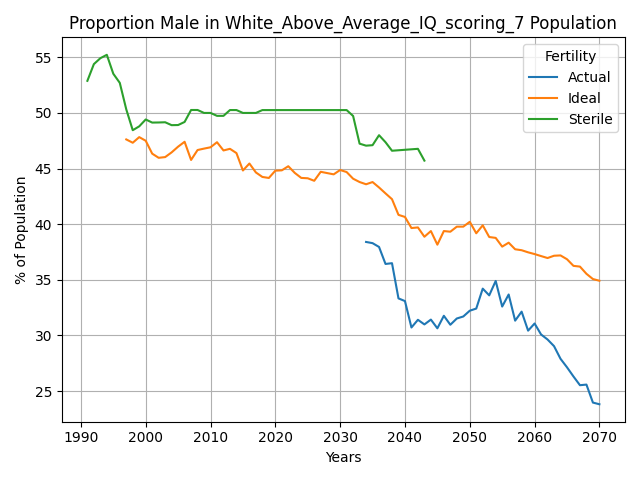 Proportion Male in White_Above_Average_IQ_scoring_7 Population
Fertility
Actual
Ideal
Sterile
% of Population
55
50
45
40
35
30
25
1990 2000 2010 2020 2030 2040 2050 2060 2070
Years